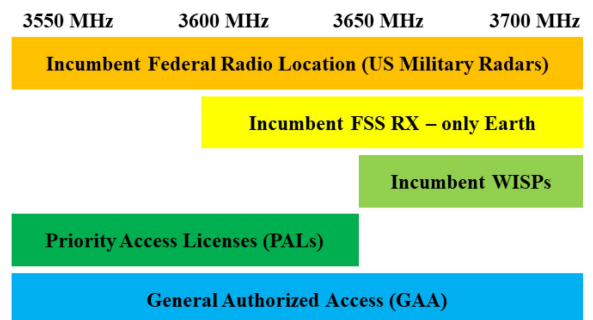 3550 MHz 3600 MHz 3650 MHz 3700 MHz
Incumbent Federal Radio Location (US Military Radars)
Incumbent FSS RX – only Earth
Incumbent WISPs
Priority Access Licenses (PALs)
General Authorized Access (GAA)